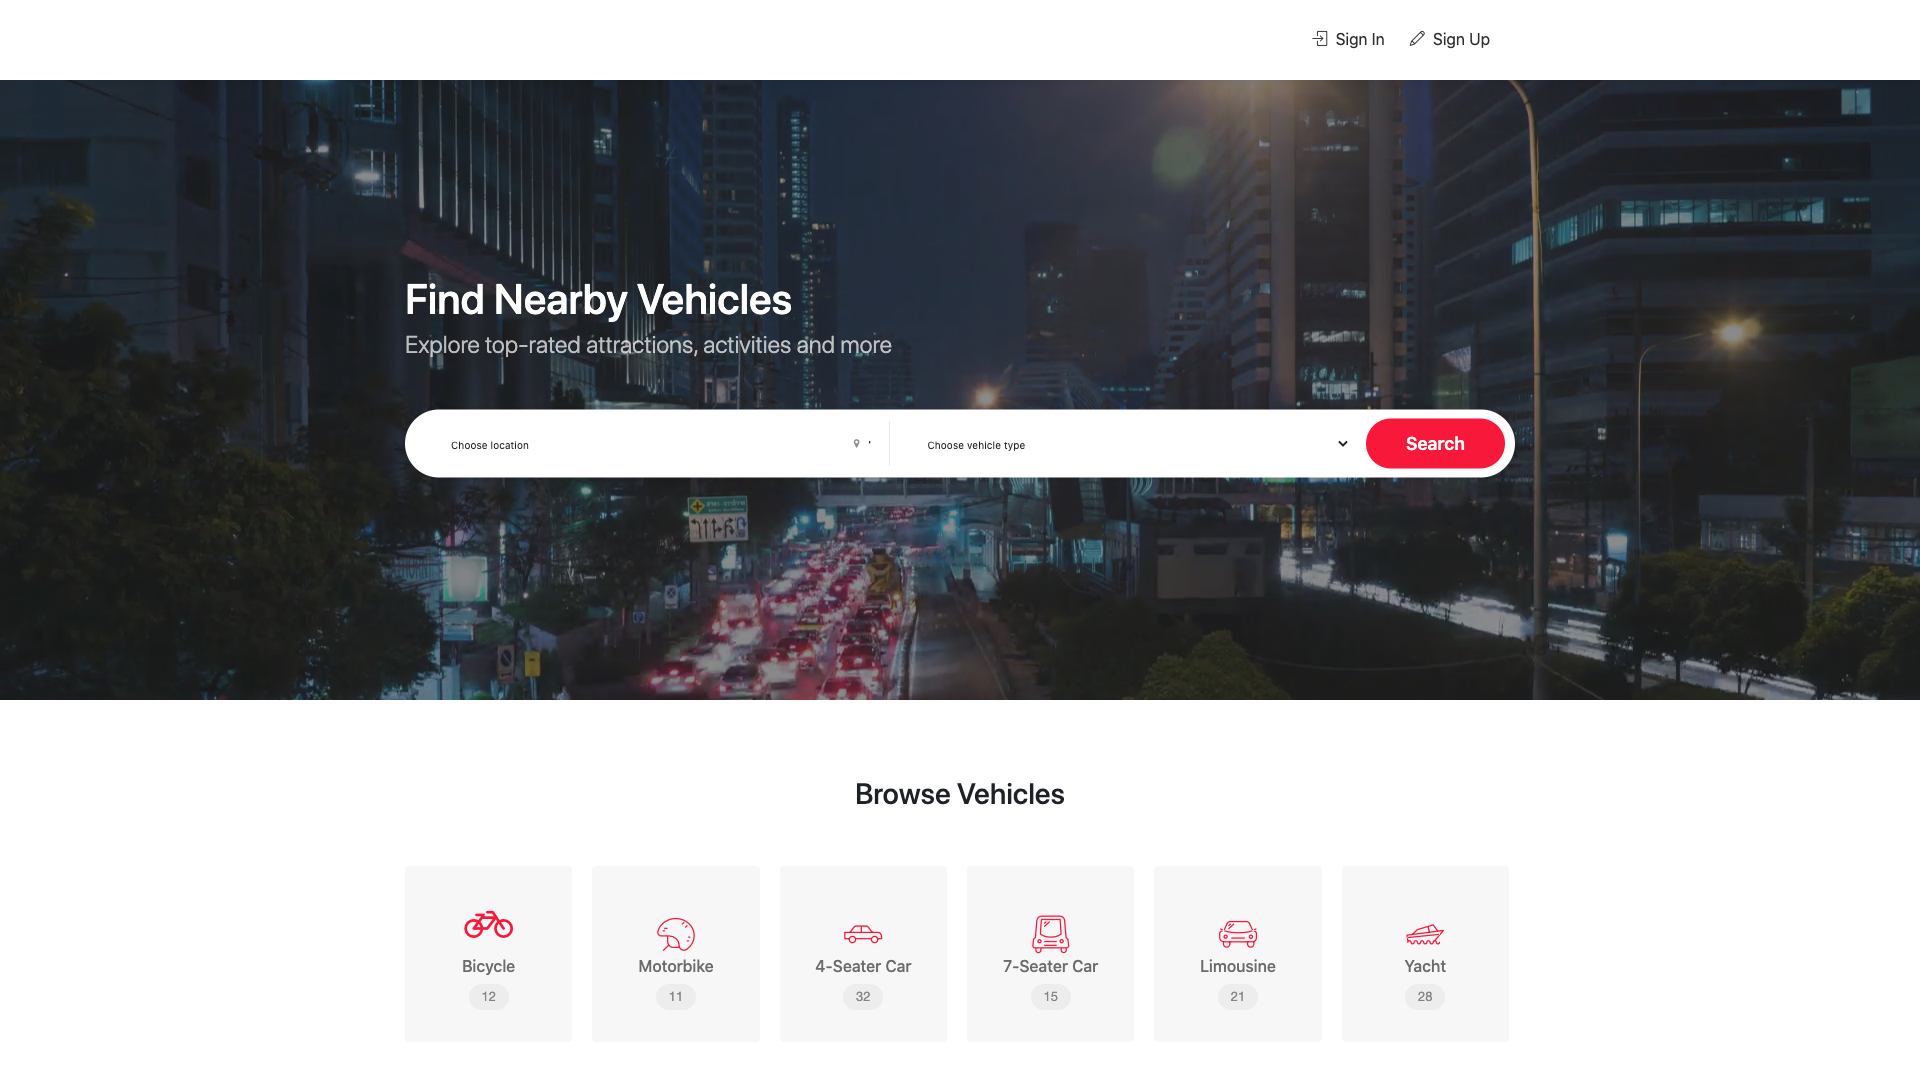 Sign In
Sign Up
Find Nearby Vehicles
Explore top-rated attractions, activities and more
Choose location
Choose vehicle type
Search
Browse Vehicles
Bicycle
12
Motorbike
11
4-Seater Car
32
7-Seater Car
15
Limousine
21
Yacht
28